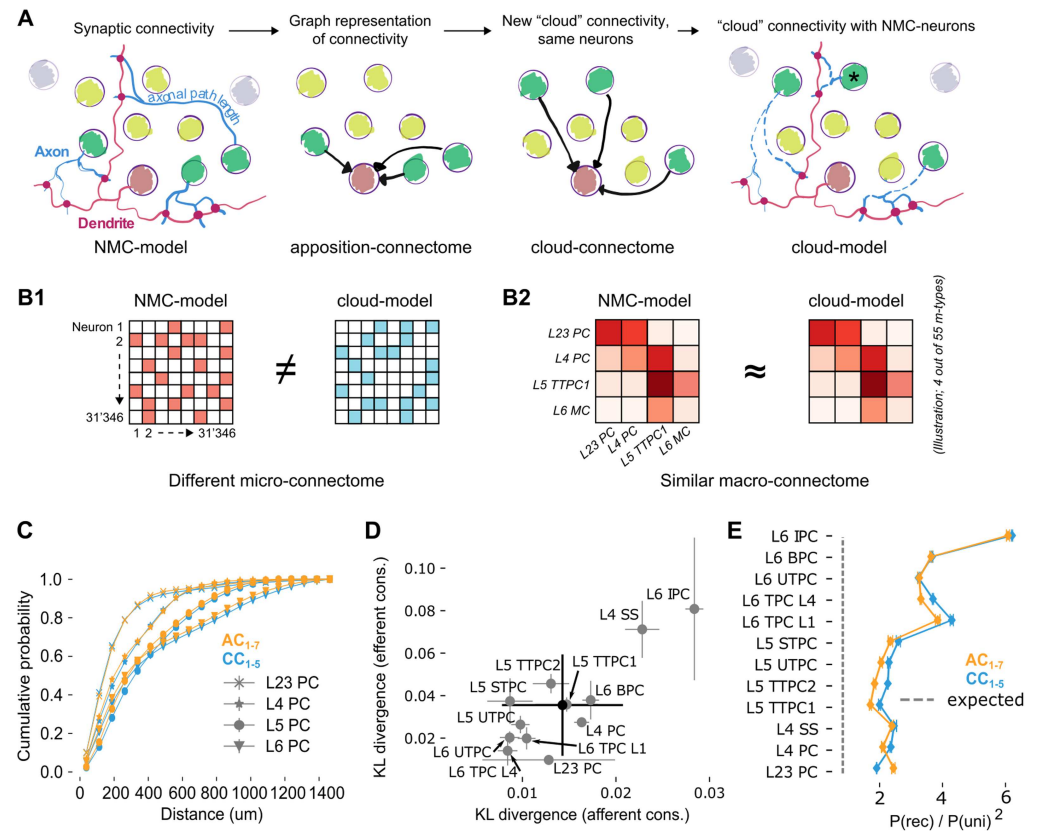 A
Synaptic connectivity
Graph representation
of connectivity
New “cloud” connectivity,
same neurons
“cloud” connectivity with NMC-neurons
axonal path length
*
Axon
Dendrite
NMC-model
apposition-connectome
cloud-connectome
cloud-model
B1
NMC-model
cloud-model
Neuron 1
2
31'346
1 2 31'346
≠
Different micro-connectome
B2
NMC-model
cloud-model
L23 PC
L4 PC
L5 TTPC1
L6 MC
L23 PC
L4 PC
L5 TTPC1
L6 MC
≈
(Illustration; 4 out of 55 m-types)
Similar macro-connectome
C
Cumulative probability
1.0
0.8
0.6
0.4
0.2
0.0
AC1-7
CC1-5
L23 PC
L4 PC
L5 PC
L6 PC
0 200 400 600 800 1000 1200 1400
Distance (um)
D
KL divergence (efferent cons.)
0.10
0.08
0.06
0.04
0.02
L6 IPC
L4 SS
L5 TTPC2
L5 TTPC1
L5 STPC
L6 BPC
L5 UTPC
L4 PC
L6 UTPC
L6 TPC L1
L6 TPC L4
L23 PC
0.01 0.02 0.03
KL divergence (afferent cons.)
E
L6 IPC
L6 BPC
L6 UTPC
L6 TPC L4
L6 TPC L1
L5 STPC
L5 UTPC
L5 TTPC2
L5 TTPC1
L4 SS
L4 PC
L23 PC
AC1-7
CC1-5
expected
2 4 6
P(rec) / P(uni)²